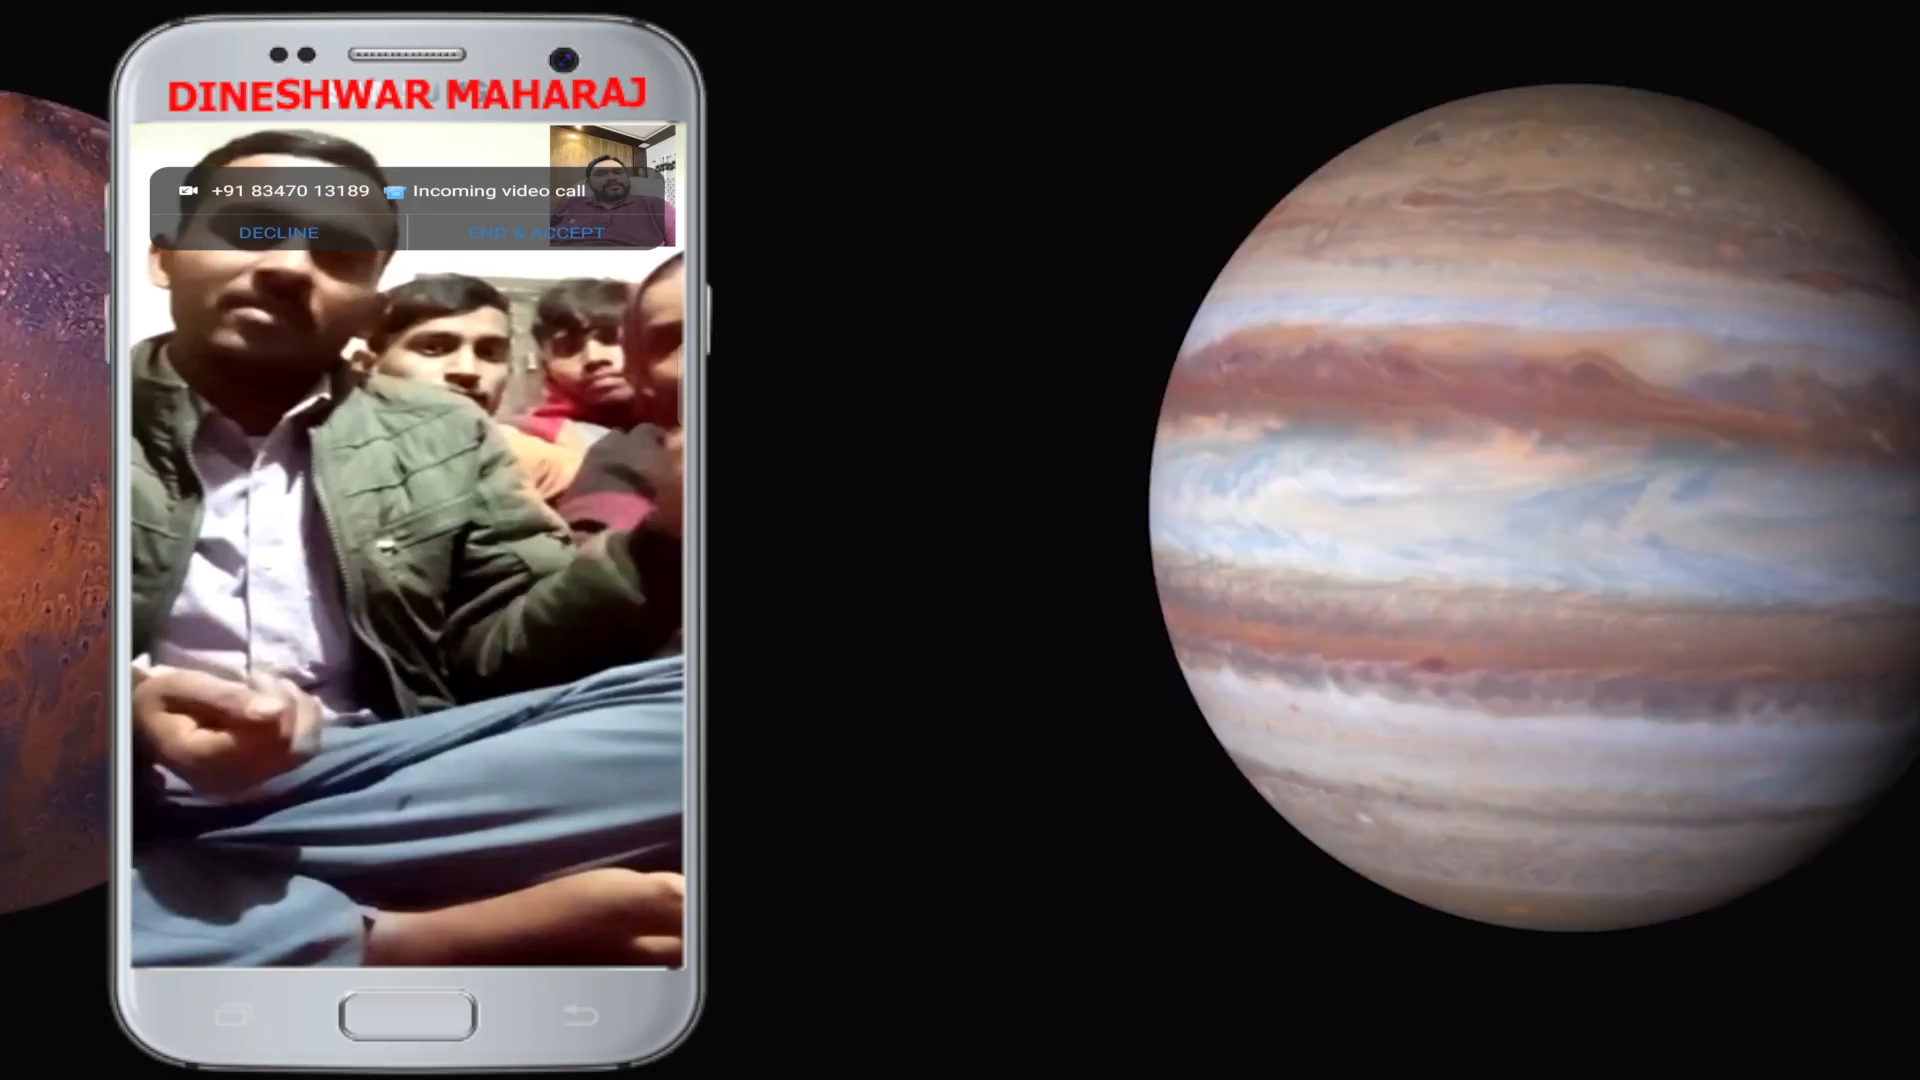 DINESHWAR MAHARAJ
+91 83470 13189 Incoming video call
DECLINE END & ACCEPT